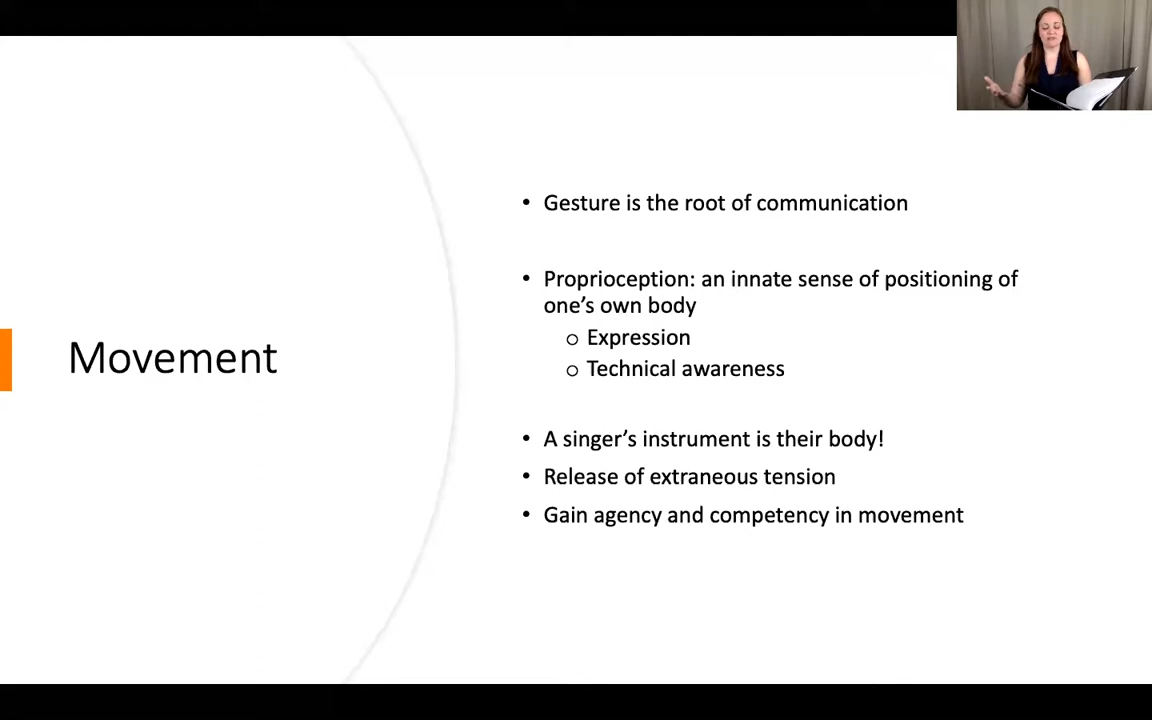 Movement
• Gesture is the root of communication
• Proprioception: an innate sense of positioning of
one's own body
o Expression
o Technical awareness
• A singer's instrument is their body!
• Release of extraneous tension
• Gain agency and competency in movement